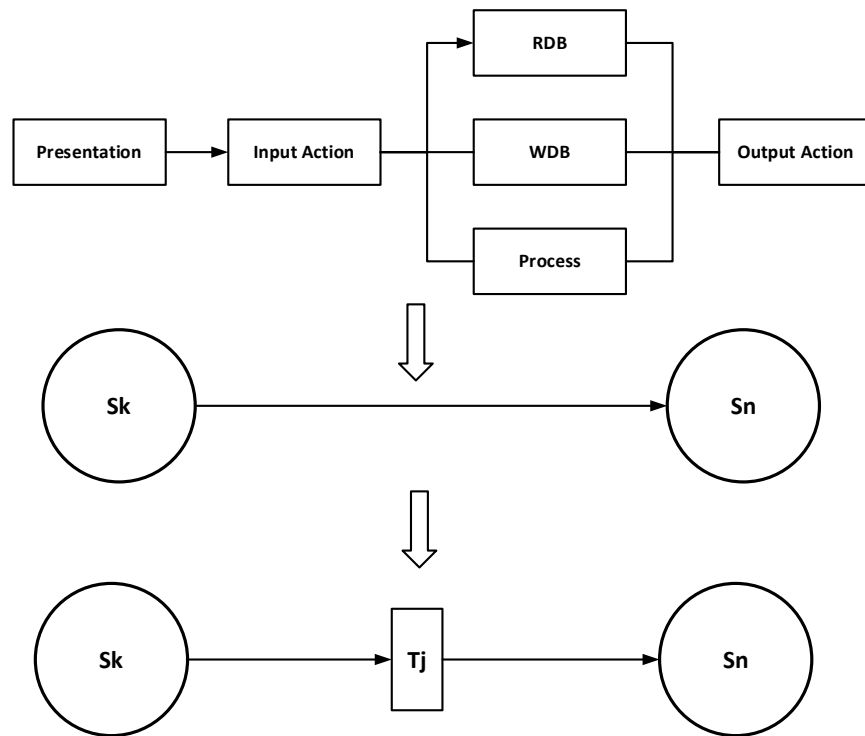 RDB
Presentation
Input Action
WDB
Output Action
Process
Sk
Sn
Sk
Tj
Sn